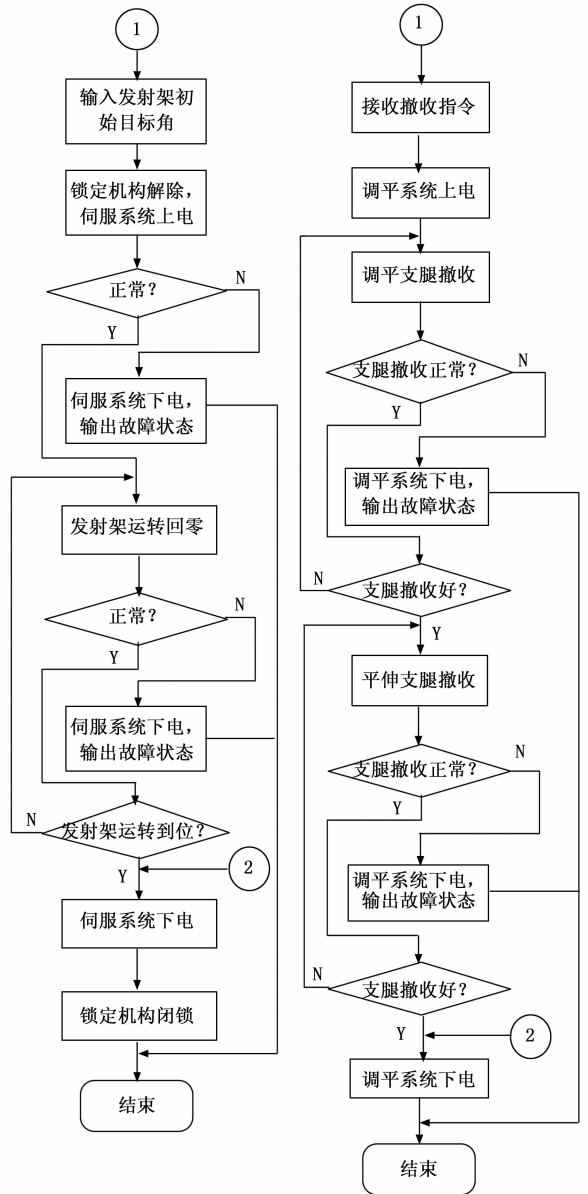 1
输入发射架初
始目标角
锁定机构解除，
伺服系统上电
正常？
N
Y
伺服系统下电，
输出故障状态
发射架运转回零
正常？
N
Y
伺服系统下电，
输出故障状态
发射架运转到位？
N
Y
2
伺服系统下电
锁定机构闭锁
结束
1
接收撤收指令
调平系统上电
调平支腿撤收
支腿撤收正常？
N
Y
调平系统下电，
输出故障状态
支腿撤收好？
N
Y
平伸支腿撤收
支腿撤收正常？
N
Y
调平系统下电，
输出故障状态
支腿撤收好？
N
Y
2
调平系统下电
结束